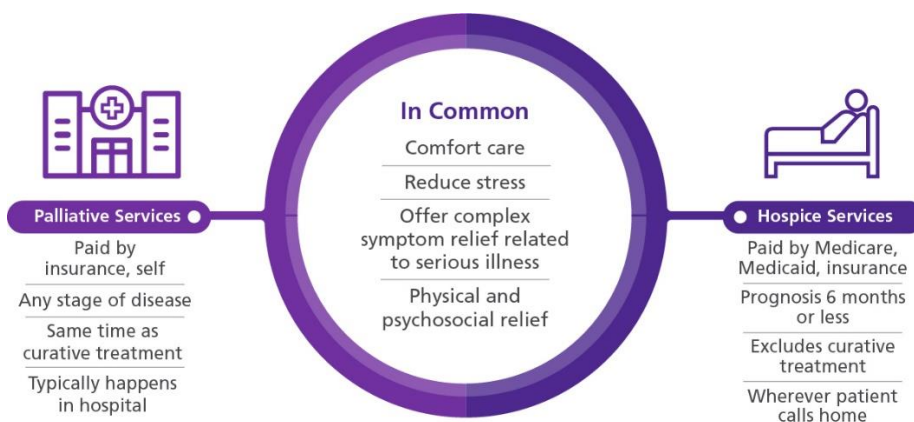 In Common
Comfort care
Reduce stress
Offer complex
symptom relief related
to serious illness
Physical and
psychosocial relief
Palliative Services
Paid by
insurance, self
Any stage of disease
Same time as
curative treatment
Typically happens
in hospital
Hospice Services
Paid by Medicare,
Medicaid, insurance
Prognosis 6 months
or less
Excludes curative
treatment
Wherever patient
calls home